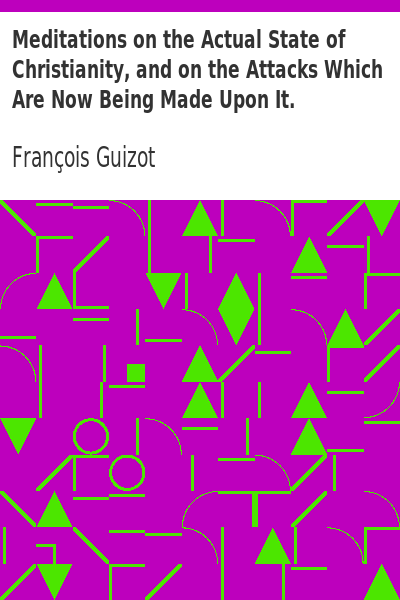 Meditations on the Actual State of
Christianity, and on the Attacks Which
Are Now Being Made Upon It.
François Guizot